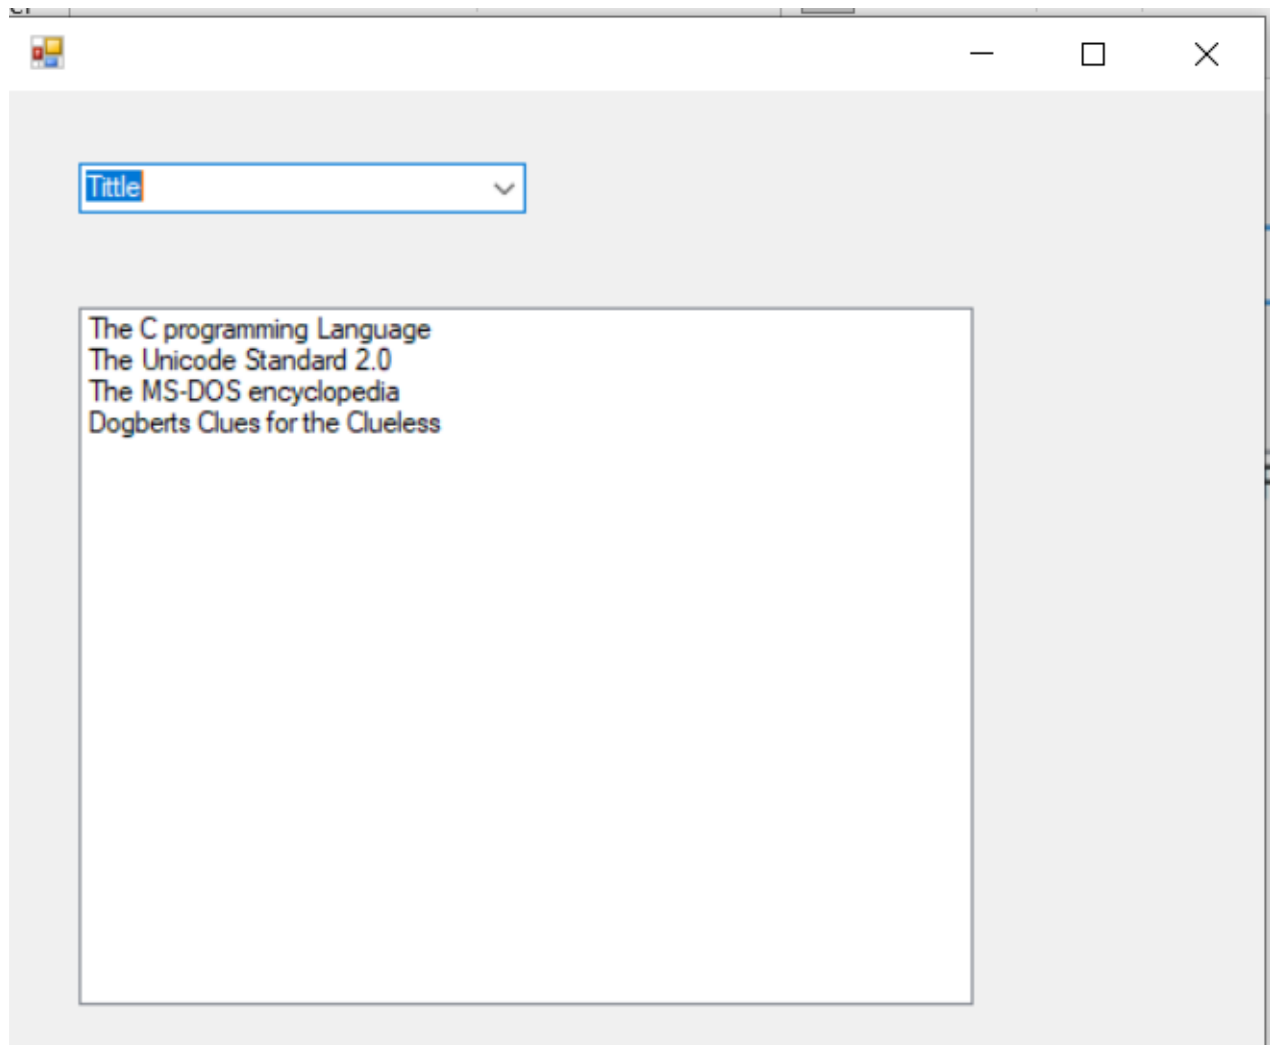 Tittle
The C programming Language
The Unicode Standard 2.0
The MS-DOS encyclopedia
Dogberts Clues for the Clueless